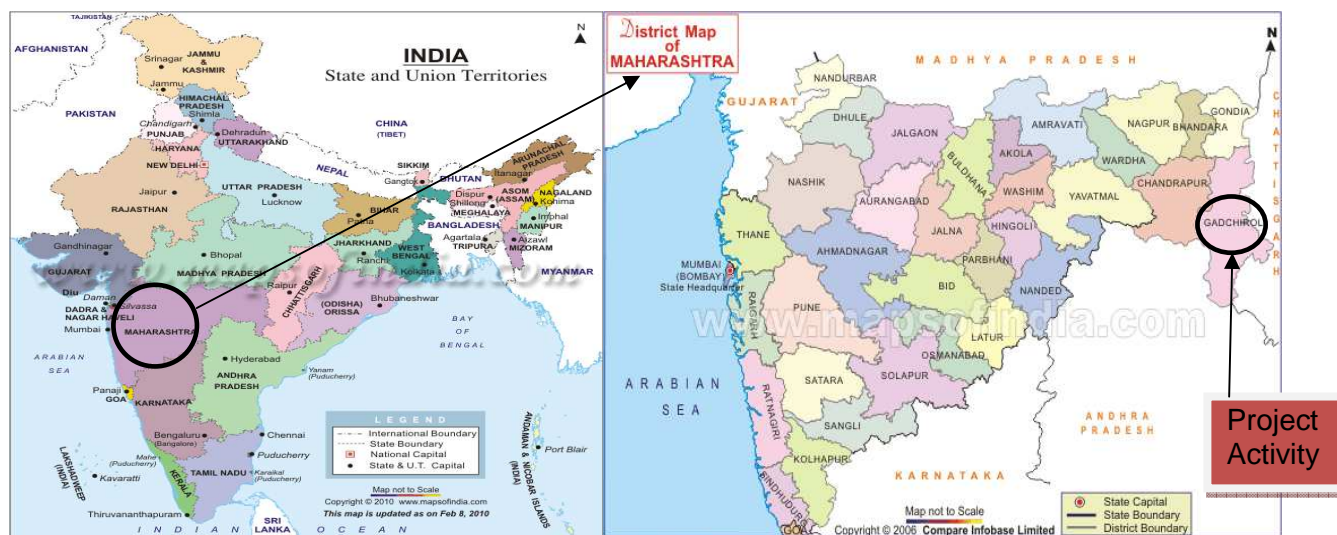 TAJIKISTAN
AFGHANISTAN
JAMMU
&
KASHMIR
Srinagar
Jammu
INDIA
State and Union Territories
N
PAKISTAN
HIMACHAL
PRADESH
Shimla
Chandigarh
PUNJAB
Dehradun
UTTARAKHAND
HARYANA
NEW DELHI
CHINA
(TIBET)
NEPAL
SIKKIM
Gangtok
BHUTAN
ARUNACHAL
PRADESH
Itanagar
Dispur
ASOM
(ASSAM)
NAGALAND
Kohima
Shillong
MEGHALAYA
Imphal
MANIPUR
BANGLADESH
Agartala
TRIPURA
Aizawl
MIZORAM
MYANMAR
Jaipur
RAJASTHAN
UTTAR PRADESH
Lucknow
BIHAR
Patna
JHARKHAND
Ranchi
WEST
BENGAL
Kolkata
Gandhinagar
GUJARAT
Bhopal
MADHYA PRADESH
Raipur
CHHATTISGARH
(ODISHA)
ORISSA
Bhubaneshwar
Diu
Daman
Silvassa
DADRA &
NAGAR HAVELI
Mumbai
MAHARASHTRA
ARABIAN
SEA
BAY
OF
BENGAL
Hyderabad
ANDHRA
PRADESH
Yanam
(Puducherry)
Panaji
GOA
KARNATAKA
Bengaluru
(Bangalore)
Chennai
Mahe
(Puducherry)
Puducherry
Karaikal
(Puducherry)
TAMIL NADU
KERALA
LAKSHADWEEP
(INDIA)
Kavaratti
Thiruvananthapuram
SRI
LANKA
INDIAN OCEAN
ANDAMAN & NICOBAR ISLANDS
(INDIA)
Port Blair
LEGEND
International Boundary
State Boundary
National Capital
State & U.T. Capital
Map not to Scale
Copyright © 2010 www.mapsofindia.com
This map is updated as on Feb 8, 2010
www.mapsofindia.com
District Map
of
MAHARASHTRA
N
MADHYA PRADESH
GUJARAT
CHATTISGARH
NANDURBAR
DHULE
JALGAON
BULDHANA
AKOLA
AMRAVATI
WARDHA
NAGPUR
BHANDARA
GONDIA
NASHIK
AURANGABAD
JALNA
WASHIM
YAVATMAL
CHANDRAPUR
GADCHIROLI
THANE
AHMADNAGAR
HINGOLI
PARBHANI
NANDED
MUMBAI
(BOMBAY)
State Headquarter
RAIGARH
PUNE
BID
LATUR
OSMANABAD
www.mapsofindia.com
ARABIAN
SEA
SATARA
SOLAPUR
RATNAGIRI
SANGLI
KOLHAPUR
SINDHUDURG
GOA
KARNATAKA
ANDHRA
PRADESH
Project
Activity
State Capital
State Boundary
District Boundary
Map not to Scale
Copyright © 2006 Compare Infobase Limited